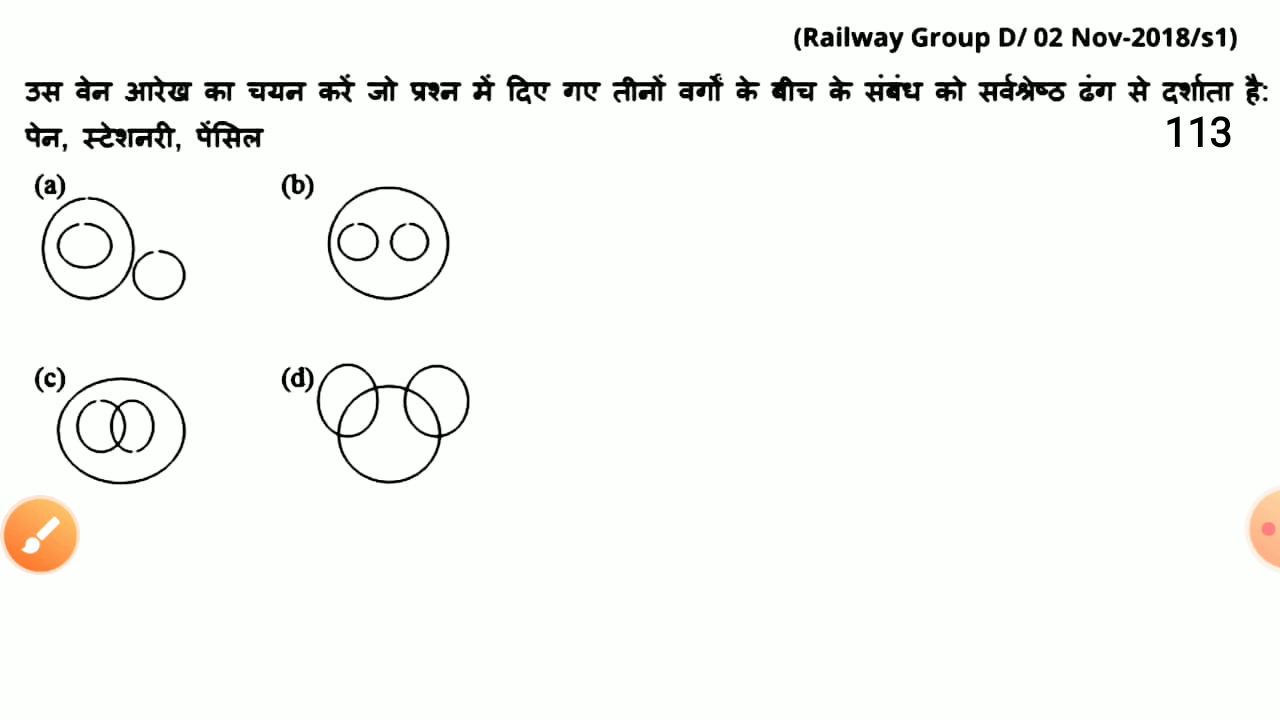 (Railway Group D/ 02 Nov-2018/s1)
उस वेन आरेख का चयन करें जो प्रश्न में दिए गए तीनों वर्गों के बीच के संबंध को सर्वश्रेष्ठ ढंग से दर्शाता है:
पेन, स्टेशनरी, पेंसिल
113
(a)
(b)
(c)
(d)